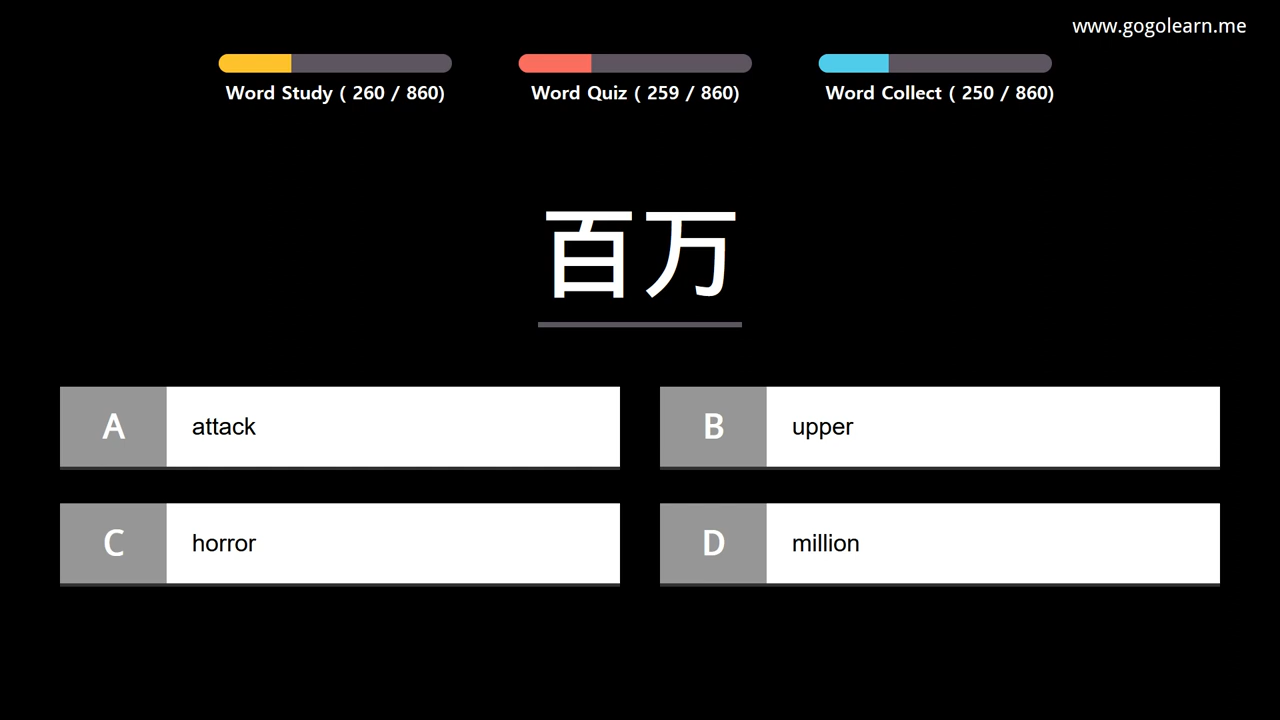 www.gogolearn.me
Word Study ( 260 / 860)
Word Quiz ( 259 / 860)
Word Collect ( 250 / 860)
百万
A attack
B upper
C horror
D million